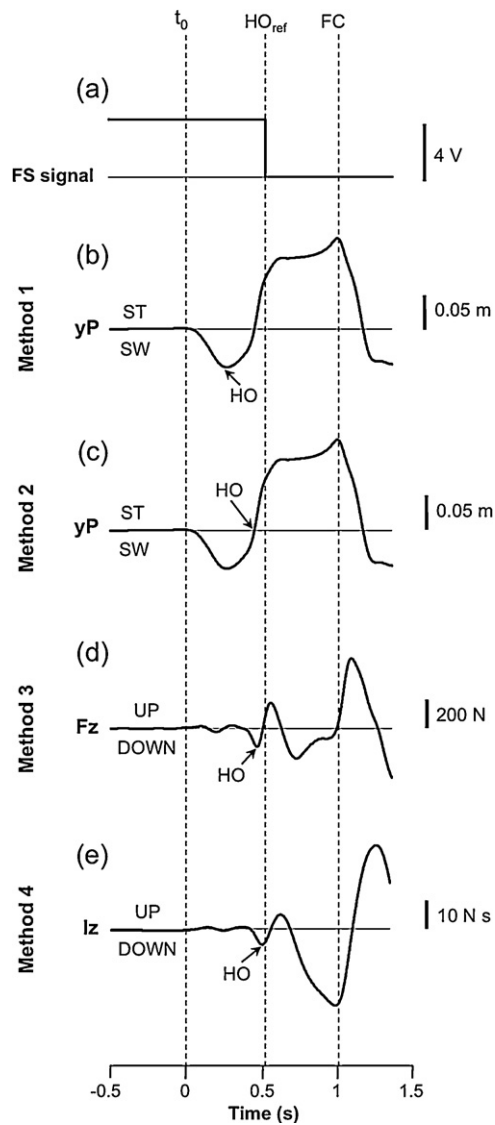 t0 HOref FC
(a)
4 V
FS signal
(b)
0.05 m
Method 1
ST
yP
SW
HO
(c)
HO
0.05 m
Method 2
ST
yP
SW
(d)
Method 3
UP
200 N
Fz
DOWN
HO
(e)
Method 4
UP
10 N s
Iz
DOWN
HO
-0.5 0 0.5 1 1.5
Time (s)